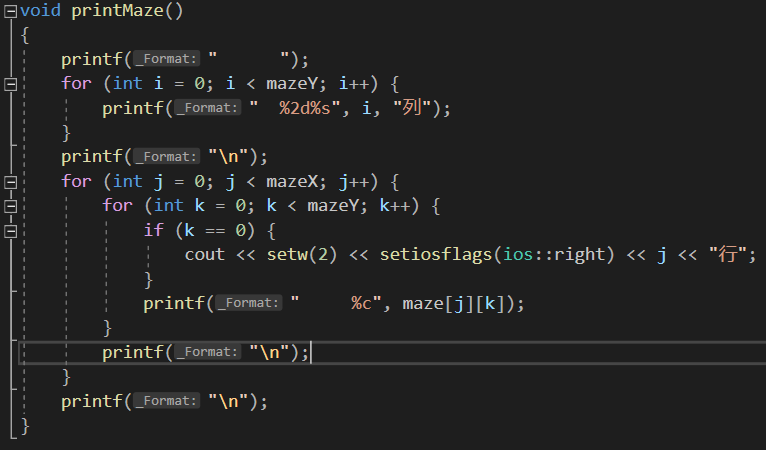 void printMaze()
{
    printf(_Format: "       ");
    for (int i = 0; i < mazeY; i++) {
        printf(_Format: "  %2d%s", i, "列");
    }
    printf(_Format: "\n");
    for (int j = 0; j < mazeX; j++) {
        for (int k = 0; k < mazeY; k++) {
            if (k == 0) {
                cout << setw(2) << setiosflags(ios::right) << j << "行";
            }
            printf(_Format: "     %c", maze[j][k]);
        }
        printf(_Format: "\n");
    }
    printf(_Format: "\n");
}